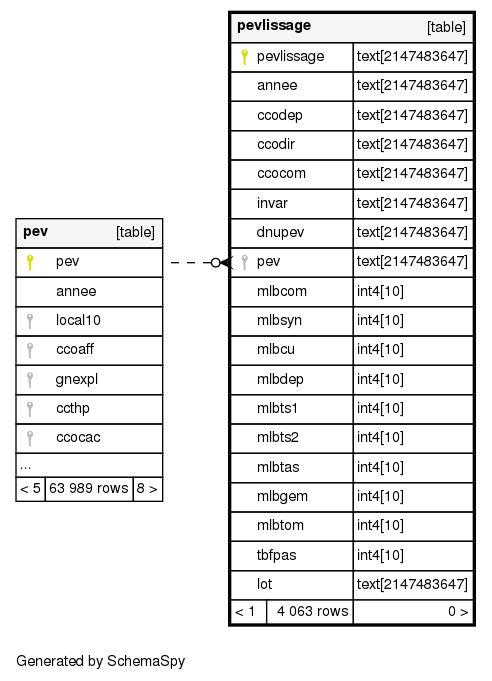 pevlissage [table]
pevlissage text[2147483647]
annee text[2147483647]
ccodep text[2147483647]
ccodir text[2147483647]
ccocom text[2147483647]
invar text[2147483647]
dnupev text[2147483647]
pev text[2147483647]
mlbcom int4[10]
mlbsyn int4[10]
mlbcu int4[10]
mlbdep int4[10]
mlbts1 int4[10]
mlbts2 int4[10]
mlbtas int4[10]
mlbgem int4[10]
mlbtom int4[10]
tbfpas int4[10]
lot text[2147483647]
< 1 4 063 rows 0 >
pev [table]
pev
annee
local10
ccoaff
gnexpl
ccthp
ccocac
...
< 5 63 989 rows 8 >
Generated by SchemaSpy